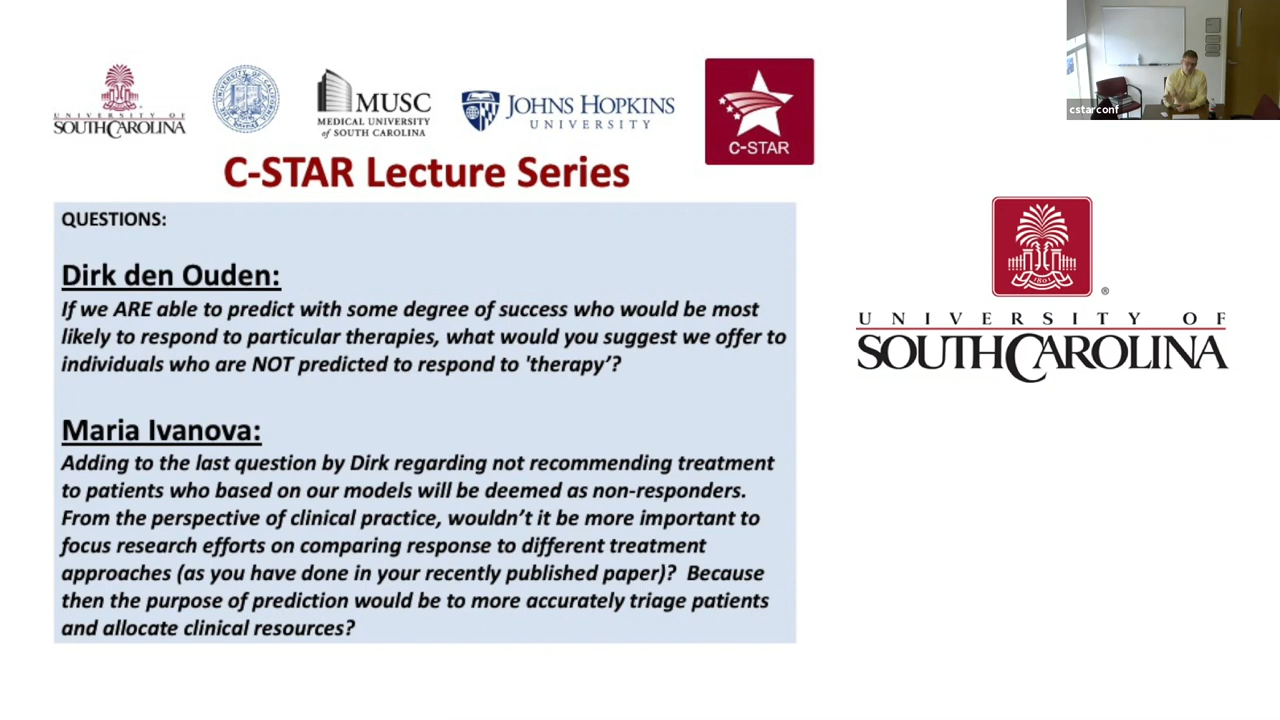 UNIVERSITY OF
SOUTH CAROLINA
MUSC
MEDICAL UNIVERSITY
of SOUTH CAROLINA
JOHNS HOPKINS
UNIVERSITY
C-STAR
cstarconf
C-STAR Lecture Series
QUESTIONS:
Dirk den Ouden:
If we ARE able to predict with some degree of success who would be most
likely to respond to particular therapies, what would you suggest we offer to
individuals who are NOT predicted to respond to 'therapy’?
Maria Ivanova:
Adding to the last question by Dirk regarding not recommending treatment
to patients who based on our models will be deemed as non-responders.
From the perspective of clinical practice, wouldn’t it be more important to
focus research efforts on comparing response to different treatment
approaches (as you have done in your recently published paper)? Because
then the purpose of prediction would be to more accurately triage patients
and allocate clinical resources?
1801
®
UNIVERSITY OF
SOUTH CAROLINA